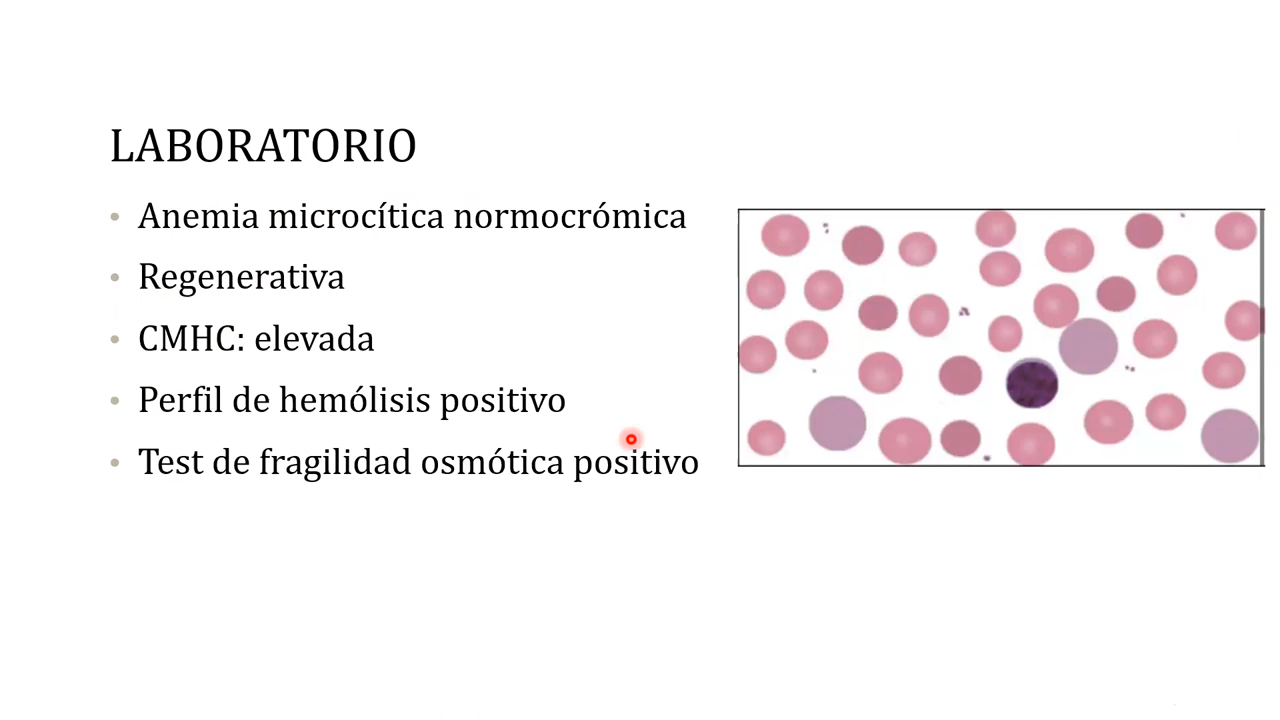 LABORATORIO
• Anemia microcítica normocrómica
• Regenerativa
• CMHC: elevada
• Perfil de hemólisis positivo
• Test de fragilidad osmótica positivo